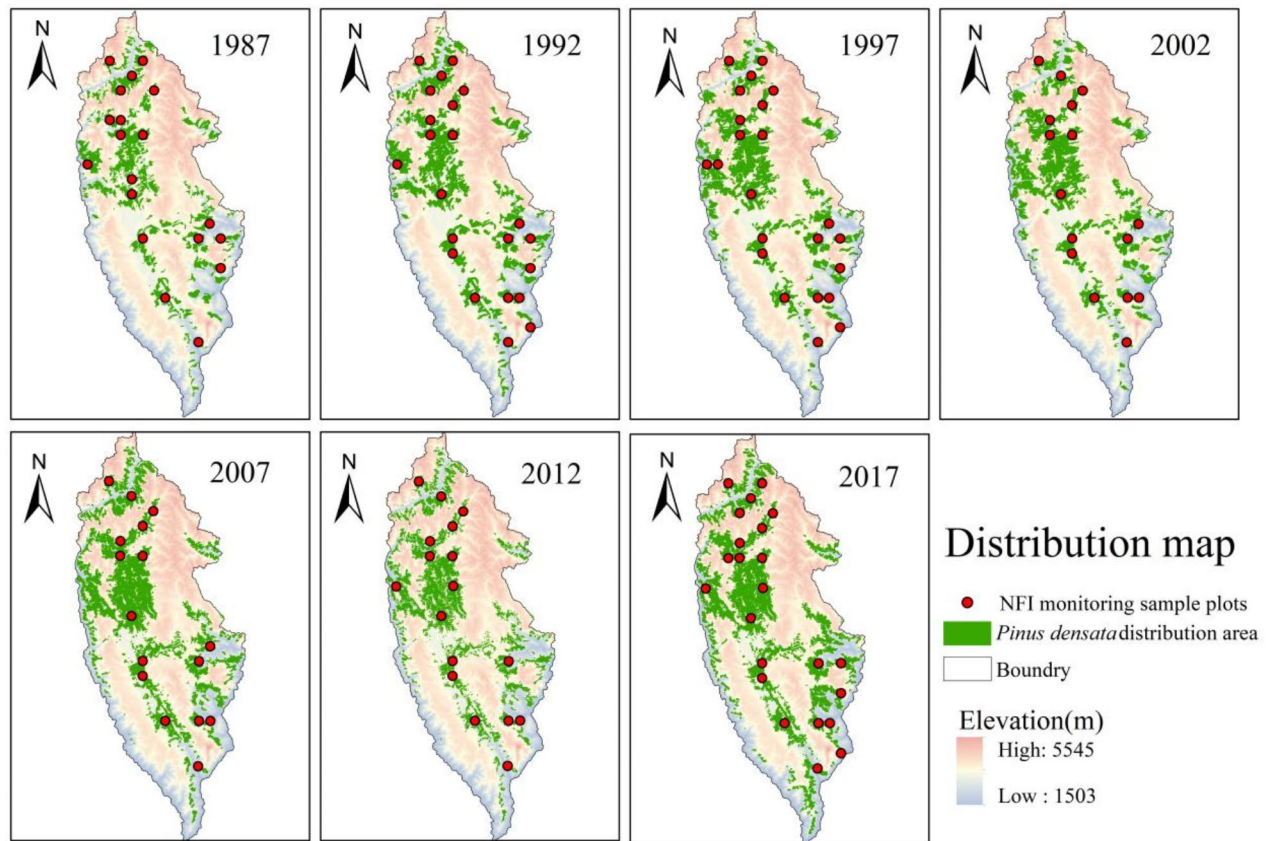 N
1987
N
1992
N
1997
N
2002
N
2007
N
2012
N
2017
Distribution map
NFI monitoring sample plots
Pinus densata distribution area
Boundry
Elevation(m)
High: 5545
Low : 1503